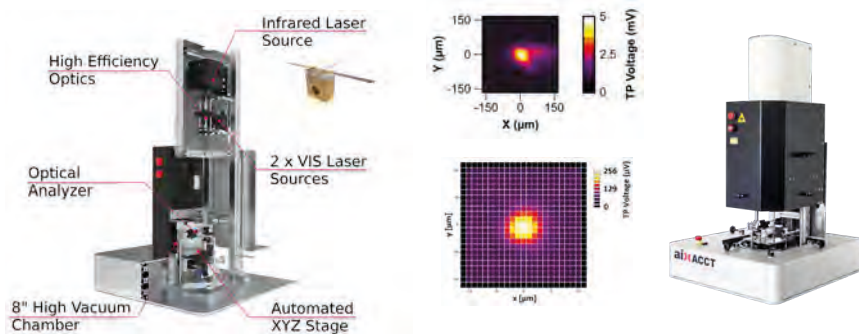 Infrared Laser
Source
High Efficiency
Optics
Optical
Analyzer
2 x VIS Laser
Sources
8" High Vacuum
Chamber
Automated
XYZ Stage
150
0
-150
Y (µm)
-150
0
150
X (µm)
5
2.5
0
TP Voltage (mV)
Y [µm]
x [µm]
256
129
0
TP Voltage [µV]
aixACCT